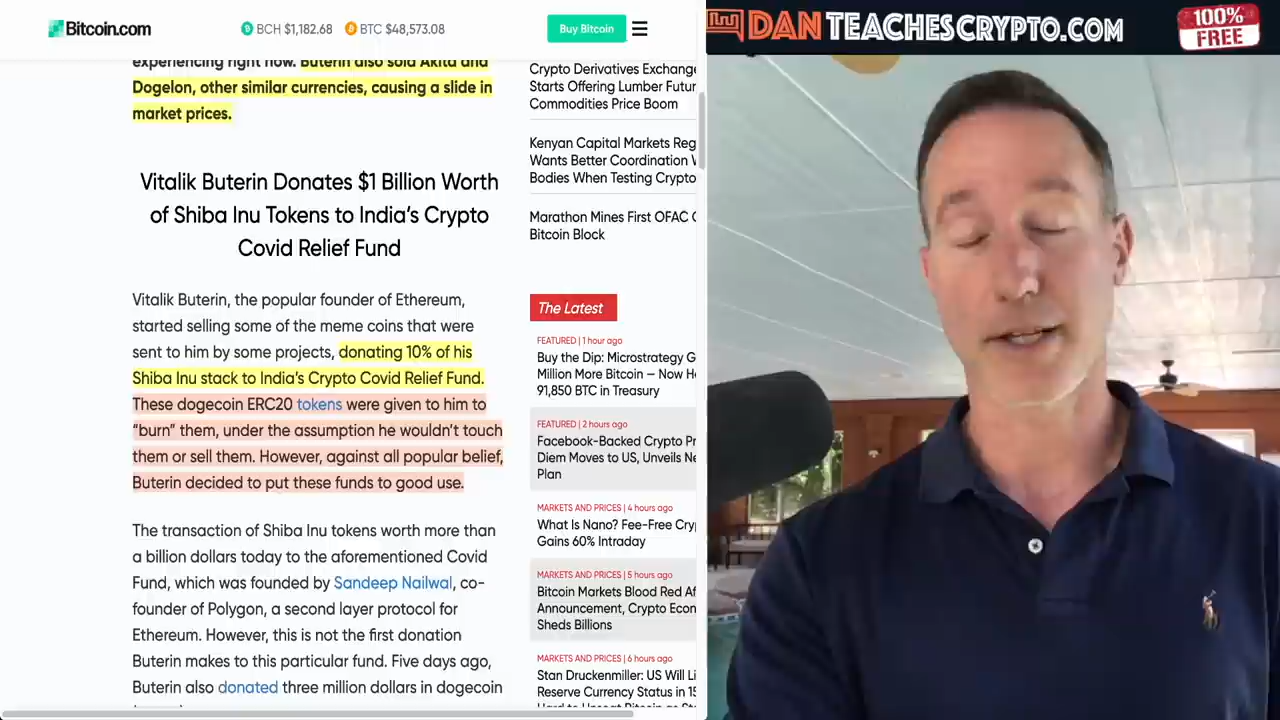 Bitcoin.com
BCH $1,182.68
BTC $48,573.08
Buy Bitcoin
experiencing right now. Buterin also sold Akita and
Dogelon, other similar currencies, causing a slide in
market prices.
Vitalik Buterin Donates $1 Billion Worth
of Shiba Inu Tokens to India’s Crypto
Covid Relief Fund
Vitalik Buterin, the popular founder of Ethereum,
started selling some of the meme coins that were
sent to him by some projects, donating 10% of his
Shiba Inu stack to India’s Crypto Covid Relief Fund.
These dogecoin ERC20 tokens were given to him to
“burn” them, under the assumption he wouldn’t touch
them or sell them. However, against all popular belief,
Buterin decided to put these funds to good use.
The transaction of Shiba Inu tokens worth more than
a billion dollars today to the aforementioned Covid
Fund, which was founded by Sandeep Nailwal, co-
founder of Polygon, a second layer protocol for
Ethereum. However, this is not the first donation
Buterin makes to this particular fund. Five days ago,
Buterin also donated three million dollars in dogecoin
Crypto Derivatives Exchange
Starts Offering Lumber Futur
Commodities Price Boom
Kenyan Capital Markets Reg
Wants Better Coordination
Bodies When Testing Crypto
Marathon Mines First OFAC
Bitcoin Block
The Latest
FEATURED | 1 hour ago
Buy the Dip: Microstrategy G
Million More Bitcoin — Now H
91,850 BTC in Treasury
FEATURED | 2 hours ago
Facebook-Backed Crypto Pr
Diem Moves to US, Unveils Ne
Plan
MARKETS AND PRICES | 4 hours ago
What Is Nano? Fee-Free Cry
Gains 60% Intraday
MARKETS AND PRICES | 5 hours ago
Bitcoin Markets Blood Red Af
Announcement, Crypto Econ
Sheds Billions
MARKETS AND PRICES | 6 hours ago
Stan Druckenmiller: US Will Li
Reserve Currency Status in 15
DAN TEACHESCRYPTO.COM
100%
FREE